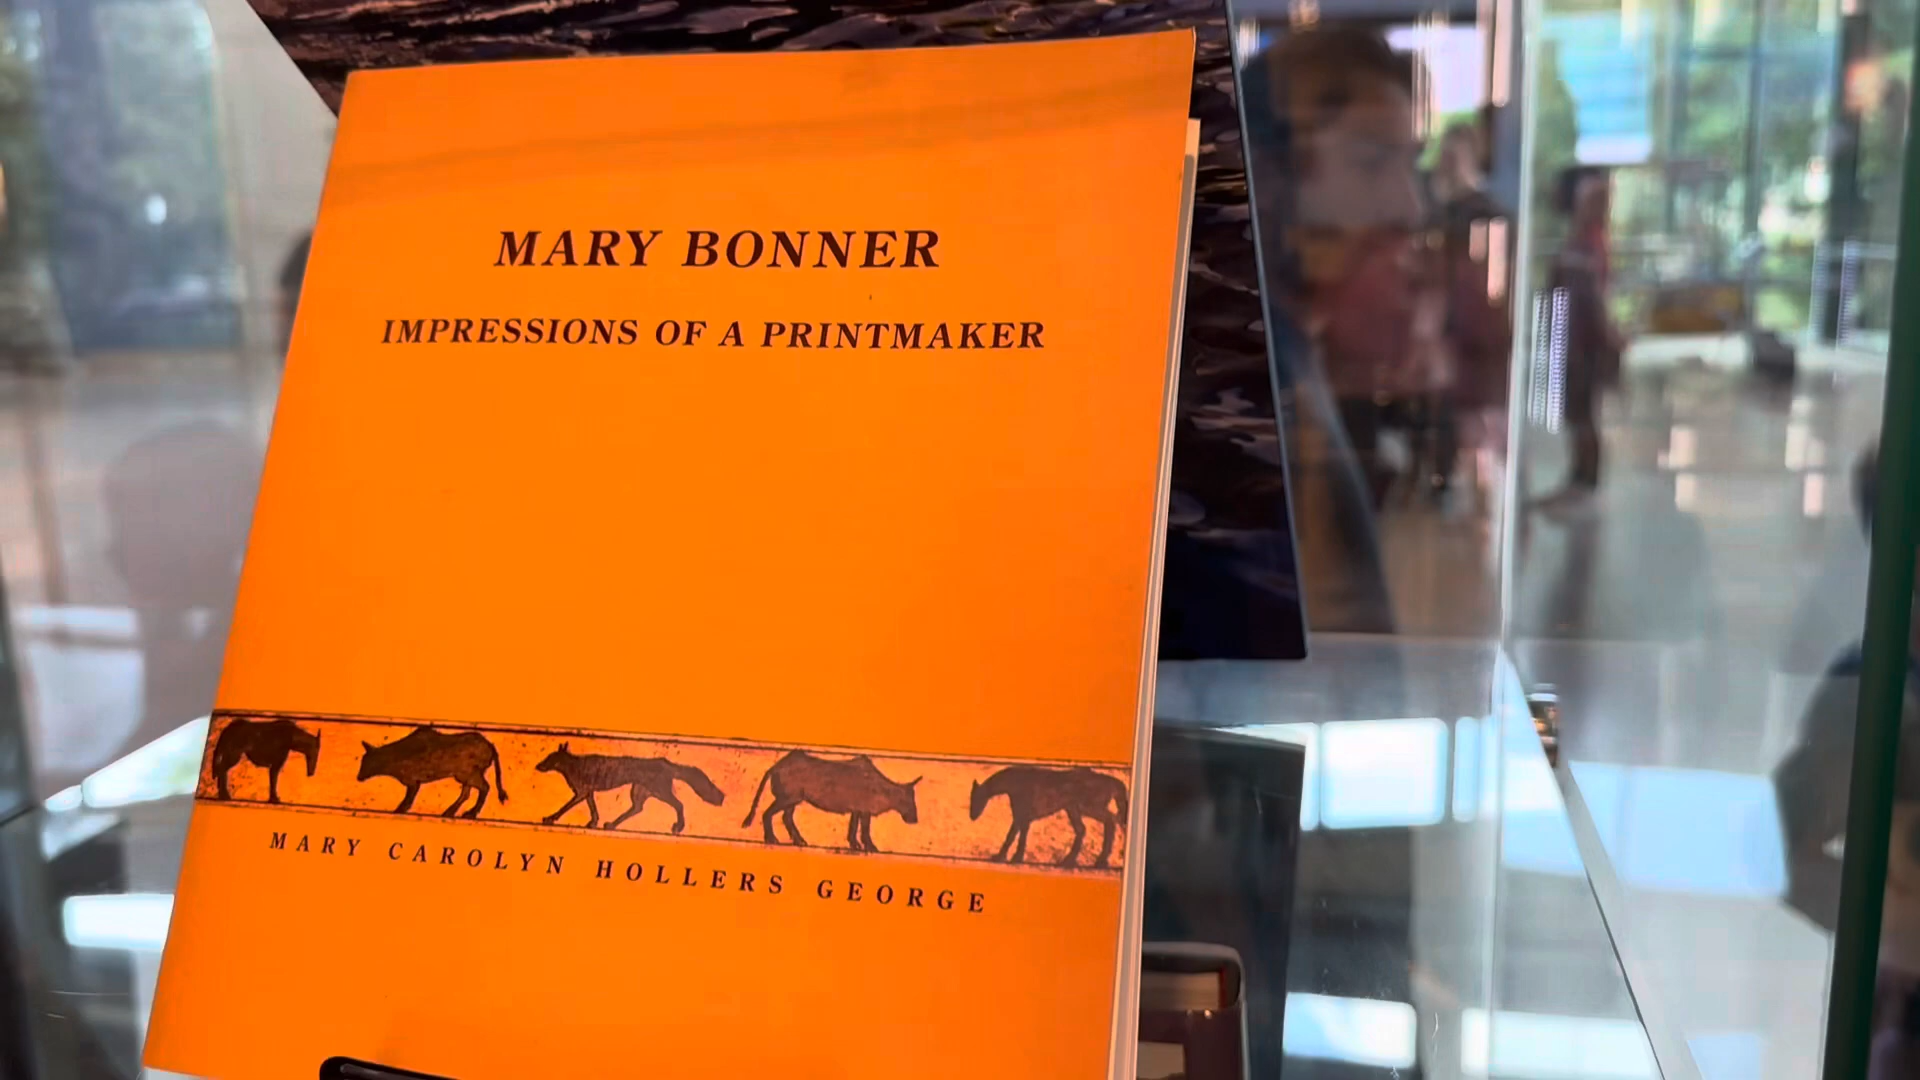 MARY BONNER
IMPRESSIONS OF A PRINTMAKER
MARY CAROLYN HOLLERS GEORGE